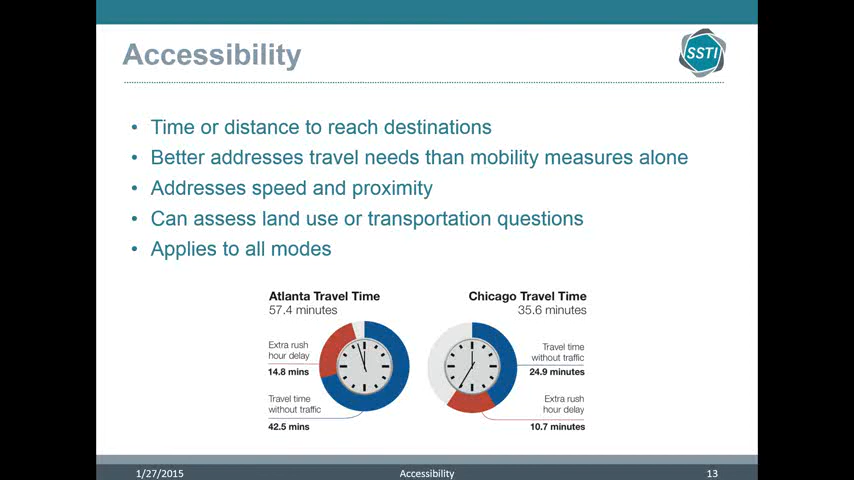 Accessibility
SSTI
• Time or distance to reach destinations
• Better addresses travel needs than mobility measures alone
• Addresses speed and proximity
• Can assess land use or transportation questions
• Applies to all modes
Atlanta Travel Time
57.4 minutes
Extra rush
hour delay
14.8 mins
Travel time
without traffic
42.5 mins
Chicago Travel Time
35.6 minutes
Travel time
without traffic
24.9 minutes
Extra rush
hour delay
10.7 minutes
1/27/2015
Accessibility
13